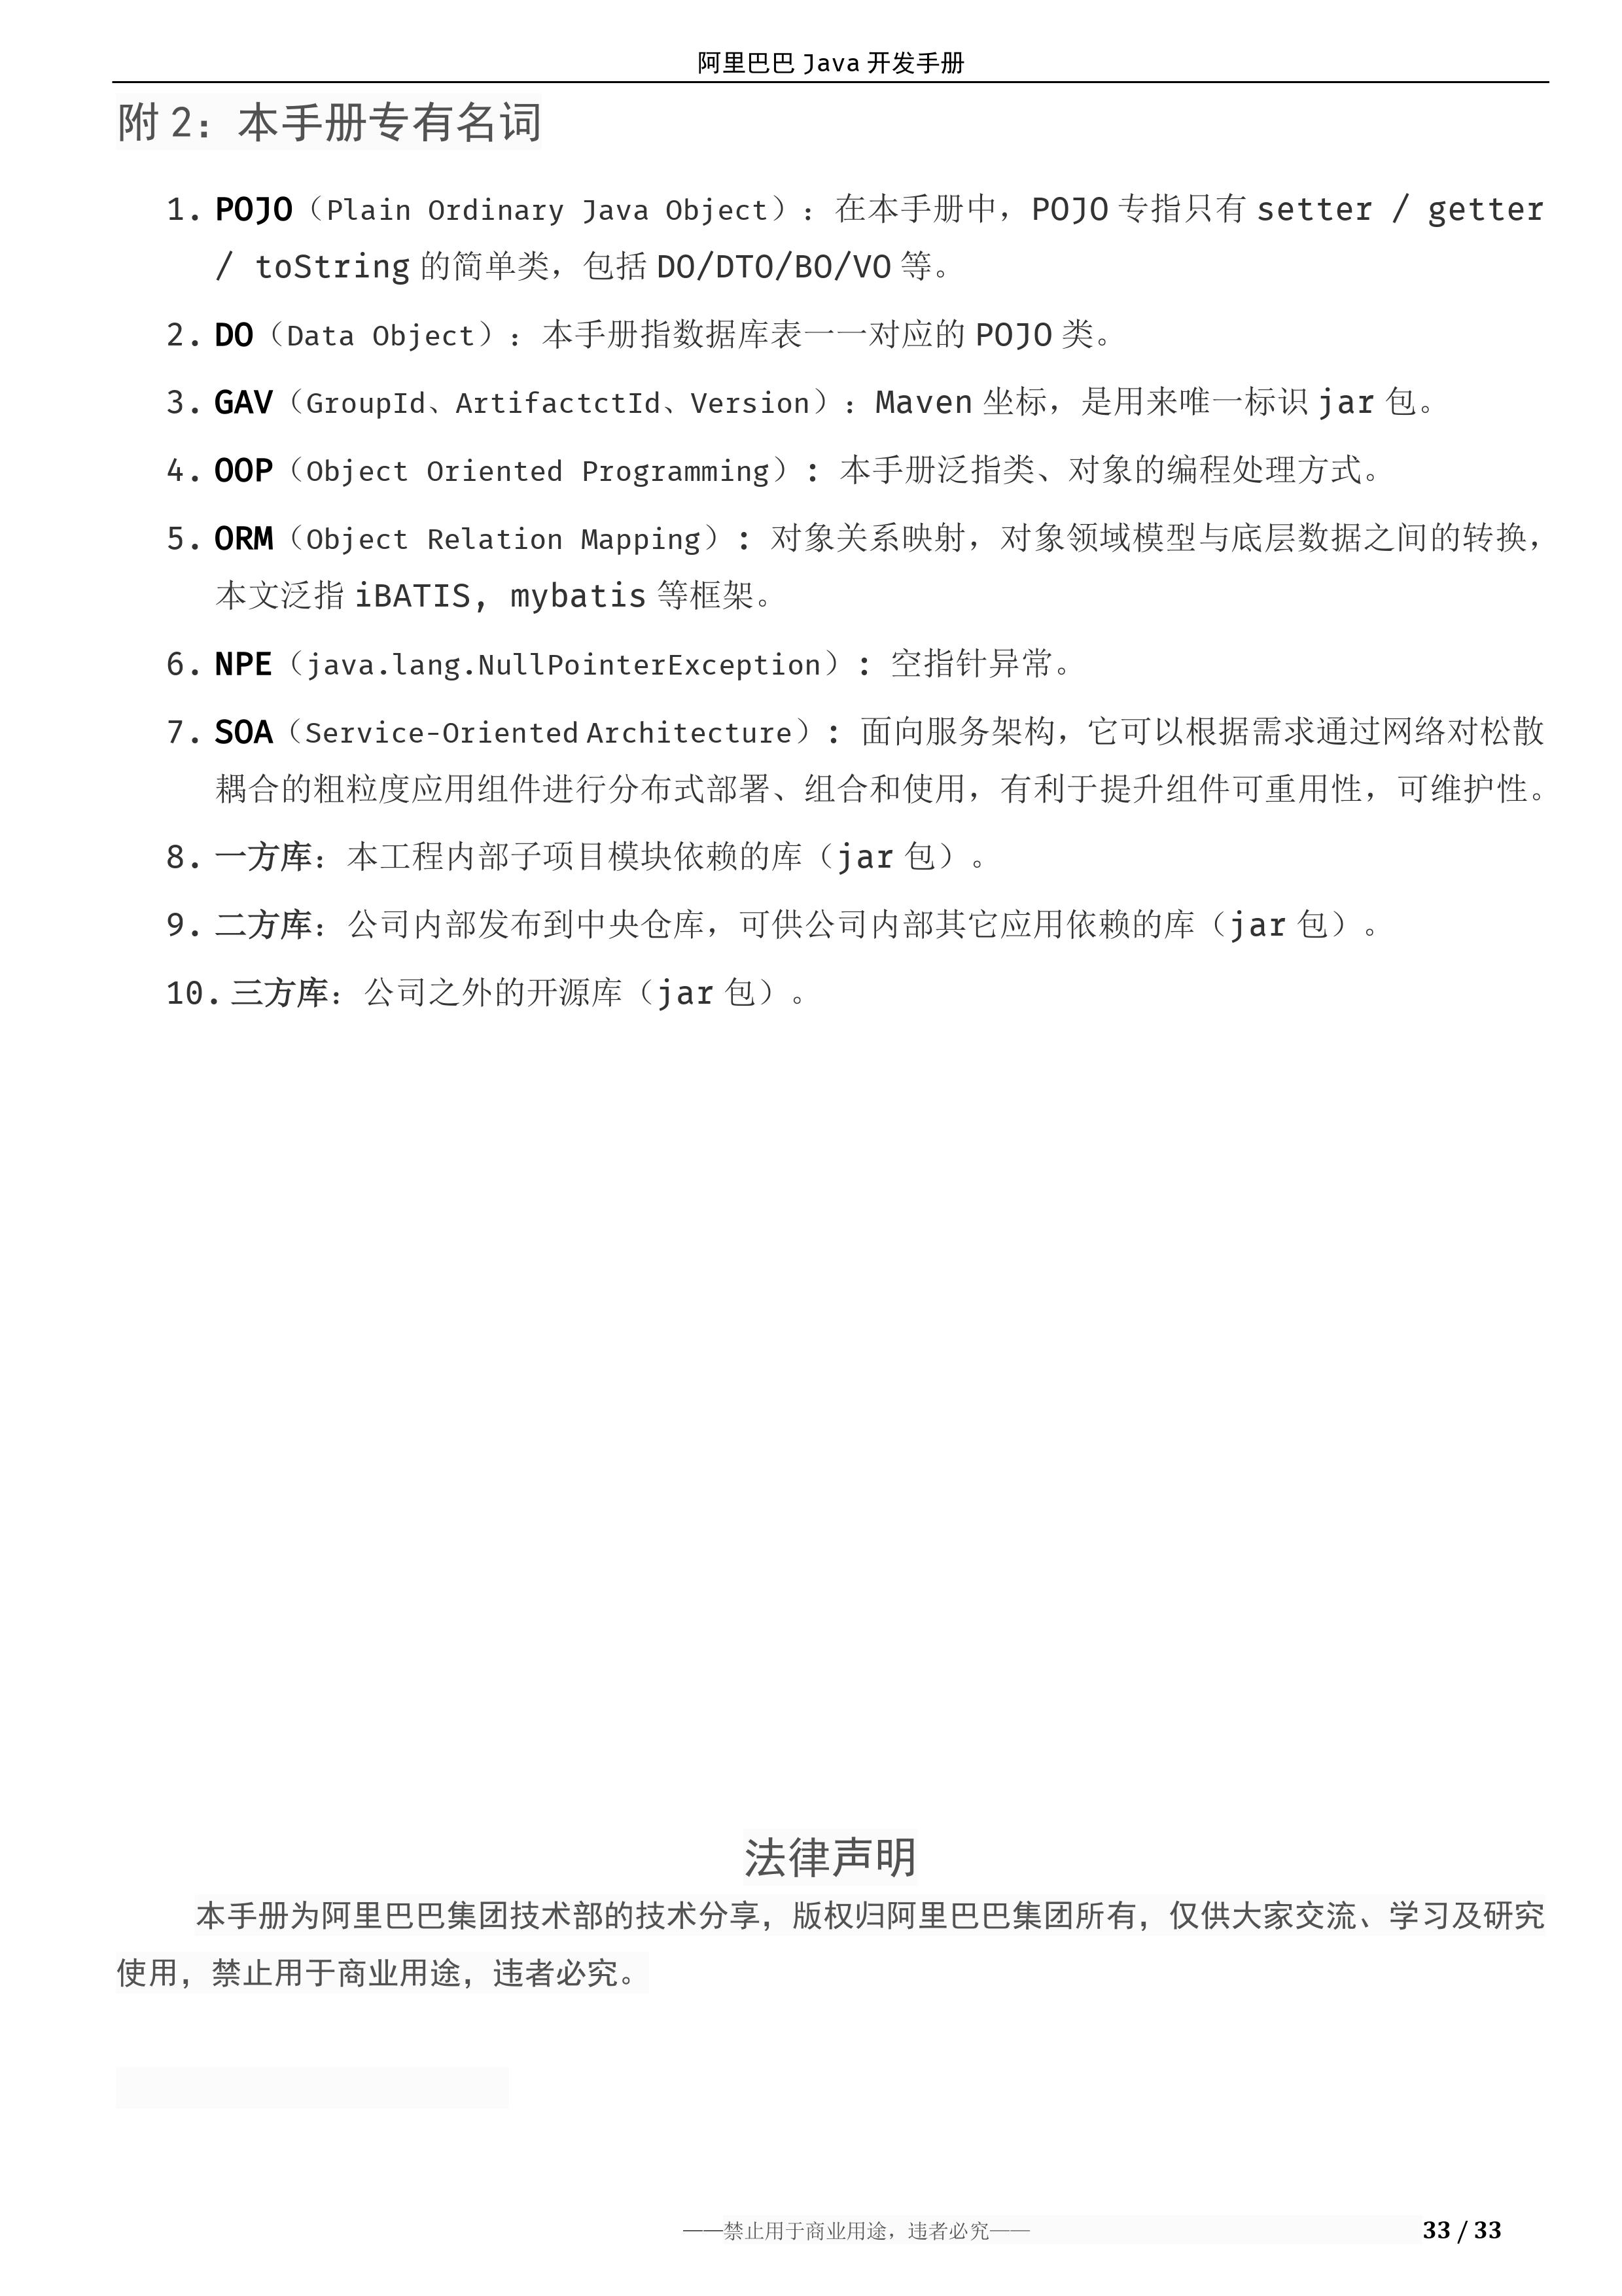 阿里巴巴 Java 开发手册
附 2：本手册专有名词
1. POJO（Plain Ordinary Java Object）：在本手册中，POJO 专指只有 setter / getter
/ toString 的简单类，包括 DO/DTO/BO/VO 等。
2. DO（Data Object）：本手册指数据库表一一对应的 POJO 类。
3. GAV（GroupId、ArtifactctId、Version）：Maven 坐标，是用来唯一标识 jar 包。
4. OOP（Object Oriented Programming）: 本手册泛指类、对象的编程处理方式。
5. ORM（Object Relation Mapping）: 对象关系映射，对象领域模型与底层数据之间的转换，
本文泛指 iBATIS, mybatis 等框架。
6. NPE（java.lang.NullPointerException）: 空指针异常。
7. SOA（Service-Oriented Architecture）: 面向服务架构，它可以根据需求通过网络对松散
耦合的粗粒度应用组件进行分布式部署、组合和使用，有利于提升组件可重用性，可维护性。
8. 一方库：本工程内部子项目模块依赖的库（jar 包）。
9. 二方库：公司内部发布到中央仓库，可供公司内部其它应用依赖的库（jar 包）。
10. 三方库：公司之外的开源库（jar 包）。
法律声明
本手册为阿里巴巴集团技术部的技术分享，版权归阿里巴巴集团所有，仅供大家交流、学习及研究
使用，禁止用于商业用途，违者必究。
——禁止用于商业用途，违者必究—— 33 / 33